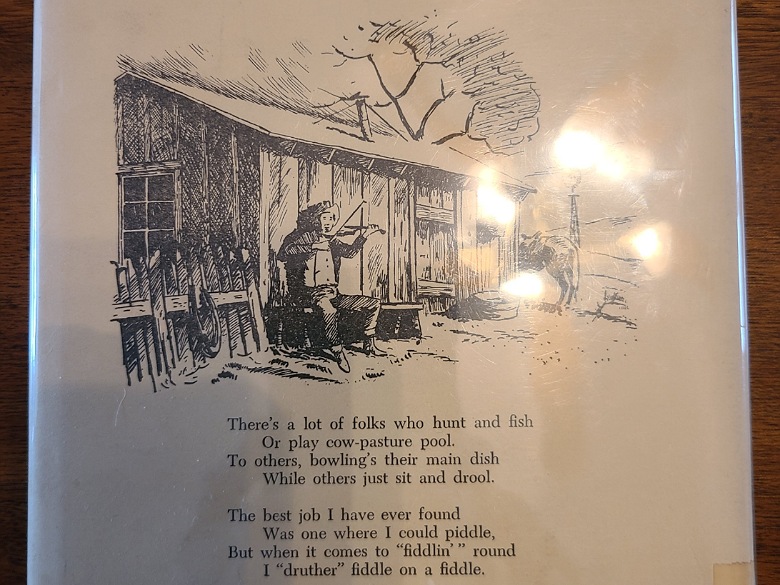 There's a lot of folks who hunt and fish
Or play cow-pasture pool.
To others, bowling's their main dish
While others just sit and drool.
The best job I have ever found
Was one where I could piddle,
But when it comes to “fiddlin’ ” round
I “druther” fiddle on a fiddle.